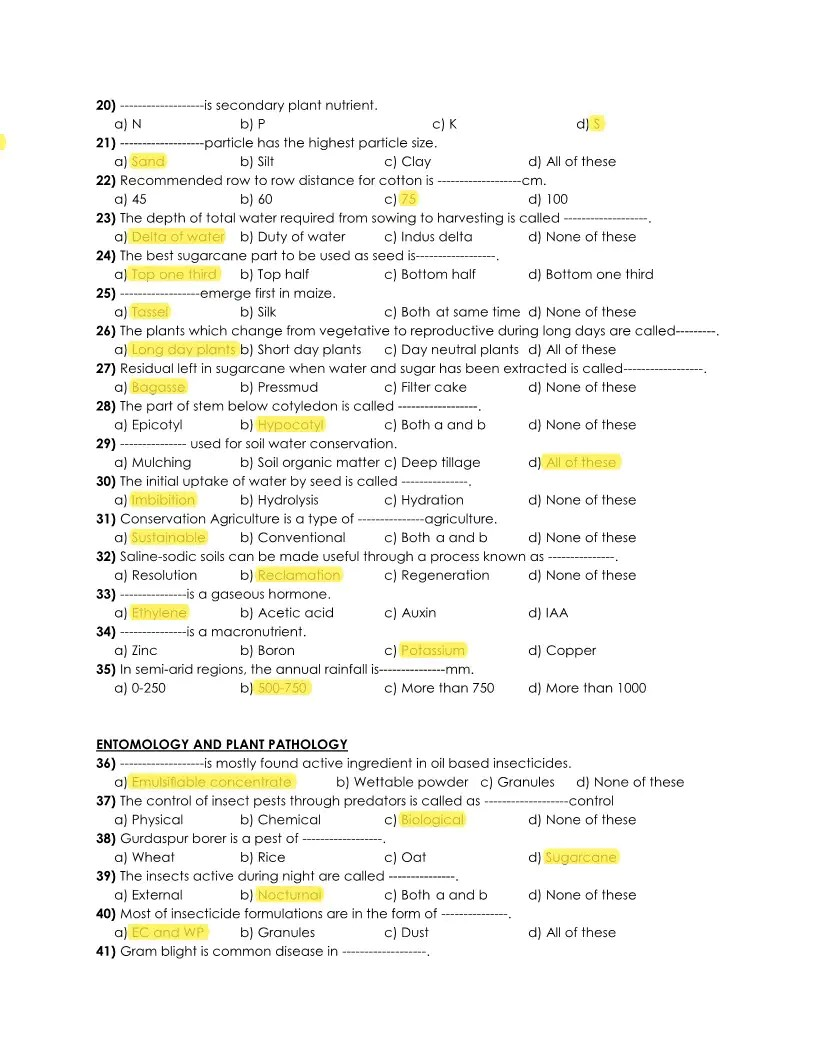 20) -------------------is secondary plant nutrient.
a) N b) P c) K d) S
21) -------------------particle has the highest particle size.
a) Sand b) Silt c) Clay d) All of these
22) Recommended row to row distance for cotton is -------------------cm.
a) 45 b) 60 c) 75 d) 100
23) The depth of total water required from sowing to harvesting is called -------------------.
a) Delta of water b) Duty of water c) Indus delta d) None of these
24) The best sugarcane part to be used as seed is------------------.
a) Top one third b) Top half c) Bottom half d) Bottom one third
25) ------------------emerge first in maize.
a) Tassel b) Silk c) Both at same time d) None of these
26) The plants which change from vegetative to reproductive during long days are called---------.
a) Long day plants b) Short day plants c) Day neutral plants d) All of these
27) Residual left in sugarcane when water and sugar has been extracted is called------------------.
a) Bagasse b) Pressmud c) Filter cake d) None of these
28) The part of stem below cotyledon is called ------------------.
a) Epicotyl b) Hypocotyl c) Both a and b d) None of these
29) --------------- used for soil water conservation.
a) Mulching b) Soil organic matter c) Deep tillage d) All of these
30) The initial uptake of water by seed is called ---------------.
a) Imbibition b) Hydrolysis c) Hydration d) None of these
31) Conservation Agriculture is a type of ---------------agriculture.
a) Sustainable b) Conventional c) Both a and b d) None of these
32) Saline-sodic soils can be made useful through a process known as ---------------.
a) Resolution b) Reclamation c) Regeneration d) None of these
33) ---------------is a gaseous hormone.
a) Ethylene b) Acetic acid c) Auxin d) IAA
34) ---------------is a macronutrient.
a) Zinc b) Boron c) Potassium d) Copper
35) In semi-arid regions, the annual rainfall is---------------mm.
a) 0-250 b) 500-750 c) More than 750 d) More than 1000
ENTOMOLOGY AND PLANT PATHOLOGY
36) -------------------is mostly found active ingredient in oil based insecticides.
a) Emulsifiable concentrate b) Wettable powder c) Granules d) None of these
37) The control of insect pests through predators is called as -------------------control
a) Physical b) Chemical c) Biological d) None of these
38) Gurdaspur borer is a pest of ------------------.
a) Wheat b) Rice c) Oat d) Sugarcane
39) The insects active during night are called ---------------.
a) External b) Nocturnal c) Both a and b d) None of these
40) Most of insecticide formulations are in the form of ---------------.
a) EC and WP b) Granules c) Dust d) All of these
41) Gram blight is common disease in -------------------.